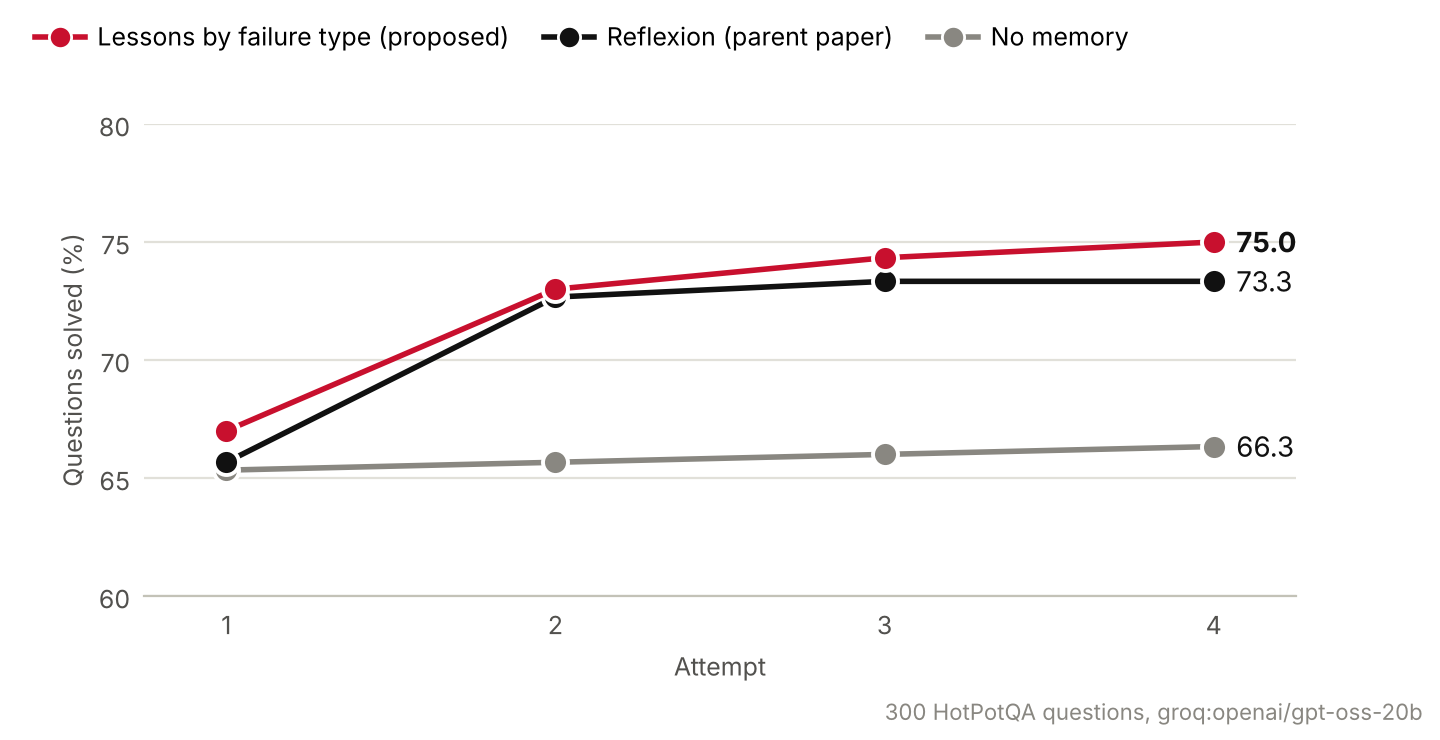 Lessons by failure type (proposed) Reflexion (parent paper) No memory
Questions solved (%)
80
75
70
65
60
75.0
73.3
66.3
1 2 3 4
Attempt
300 HotPotQA questions, groq:openai/gpt-oss-20b